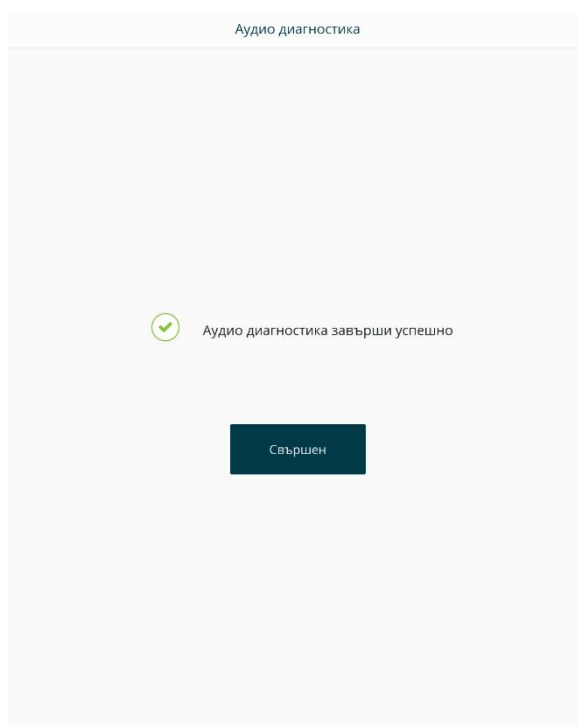 Аудио диагностика
Аудио диагностика завърши успешно
Свършен